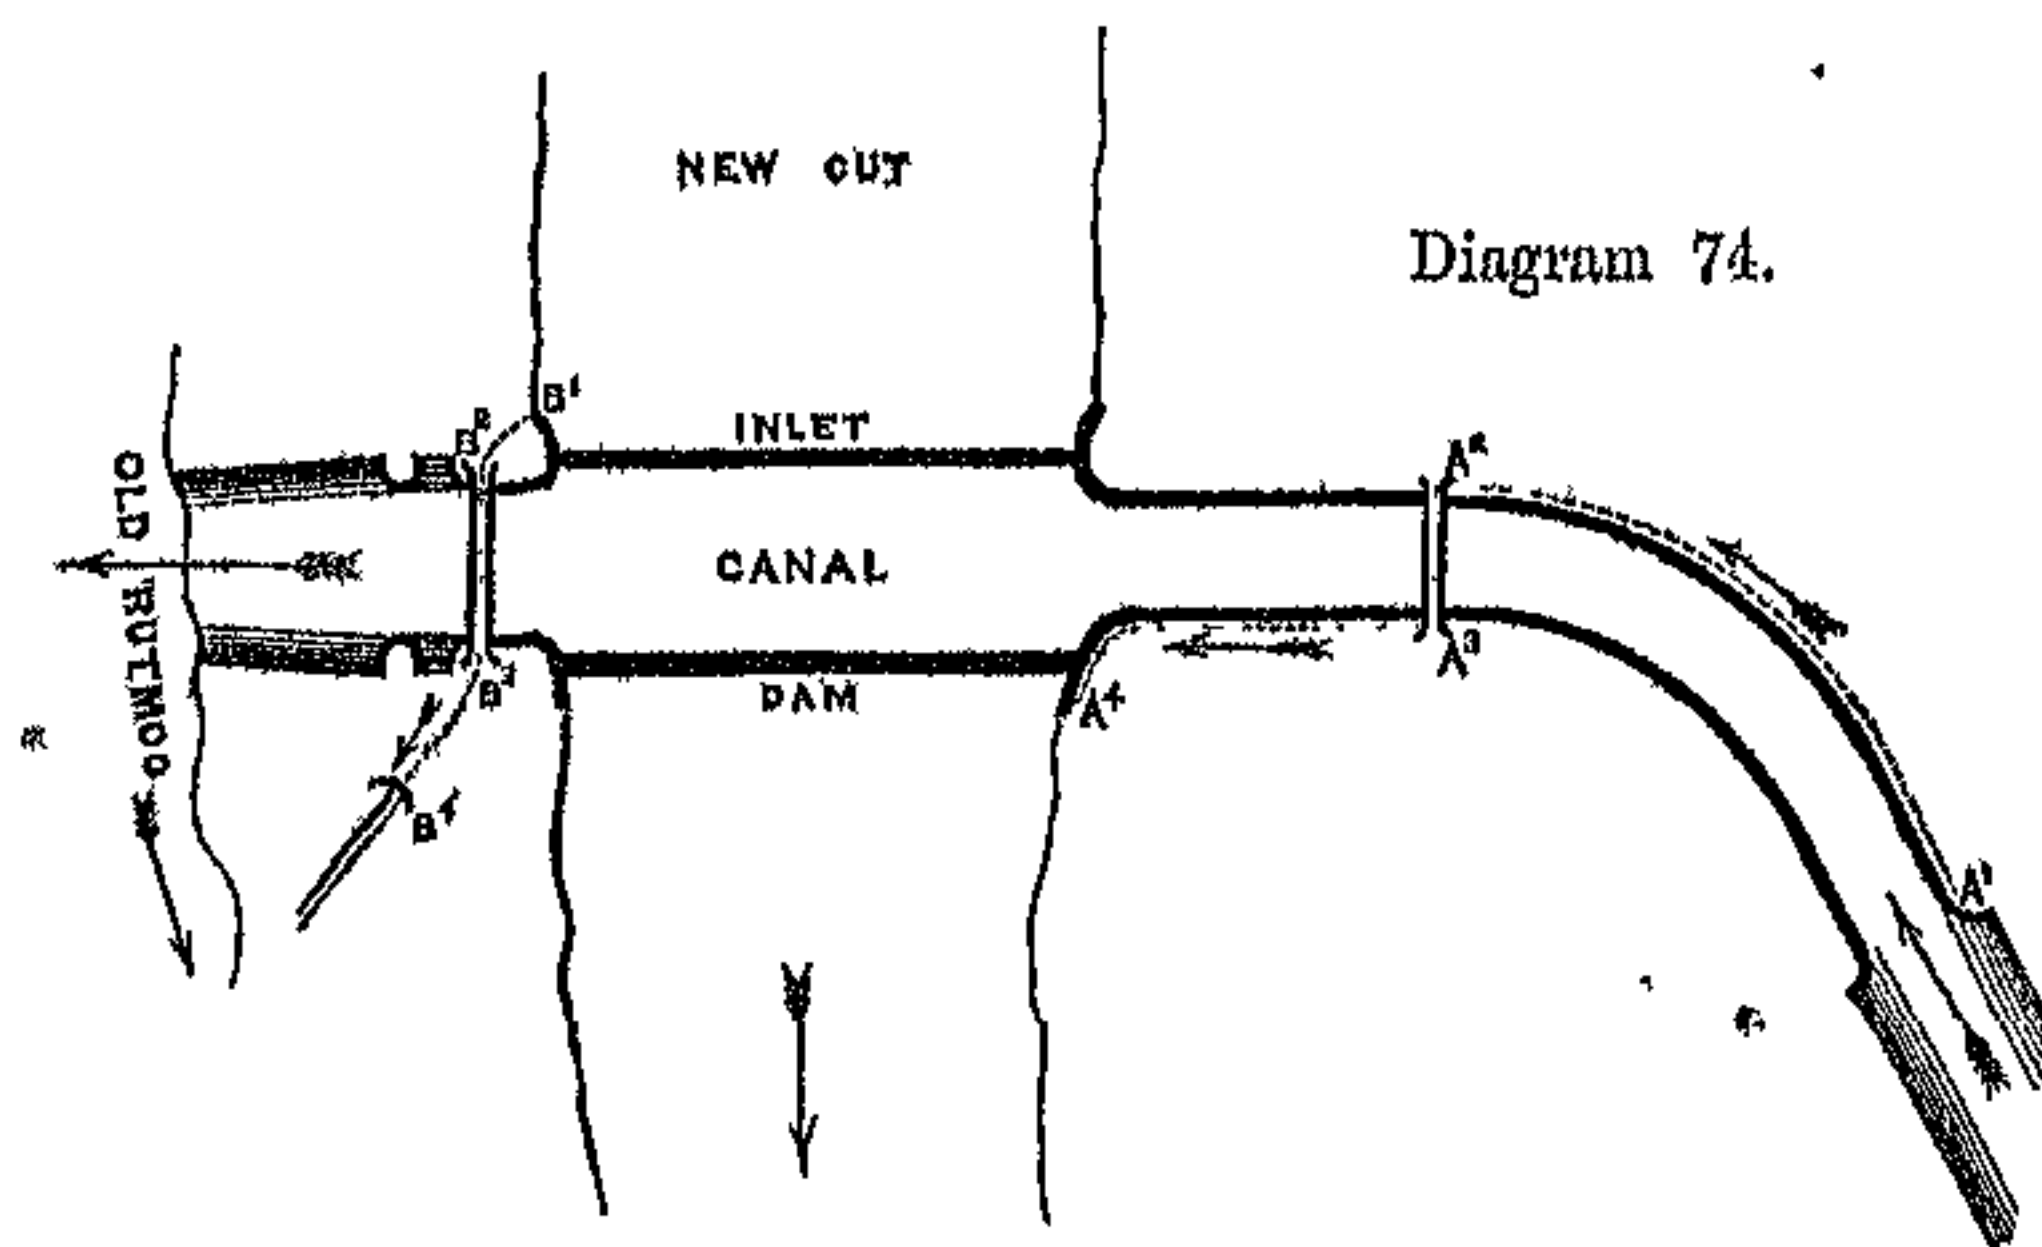 NEW CUT
Diagram 74.
B¹
B²
INLET
A²
OLD RUTMOO
CANAL
B³
DAM
A⁴
A³
B⁴
A¹